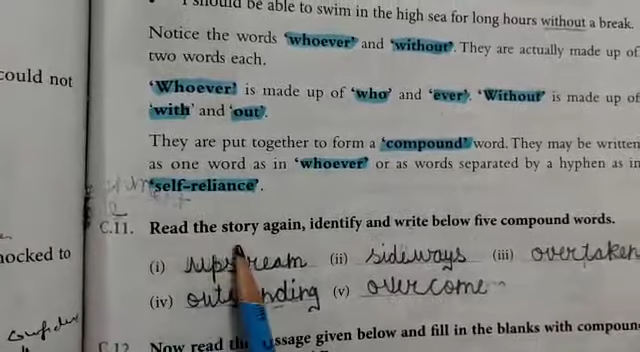 I should be able to swim in the high sea for long hours without a break.
Notice the words 'whoever' and 'without'. They are actually made up of
two words each.
could not
'Whoever' is made up of 'who' and 'ever'. 'Without' is made up of
'with' and 'out'.
They are put together to form a 'compound' word. They may be written
as one word as in 'whoever' or as words separated by a hyphen as in
'self-reliance'.
C.11. Read the story again, identify and write below five compound words.
nocked to
(i) upstream (ii) sideways (iii) overtaken
(iv) (v) overcome
C.12 Now read the passage given below and fill in the blanks with compoun